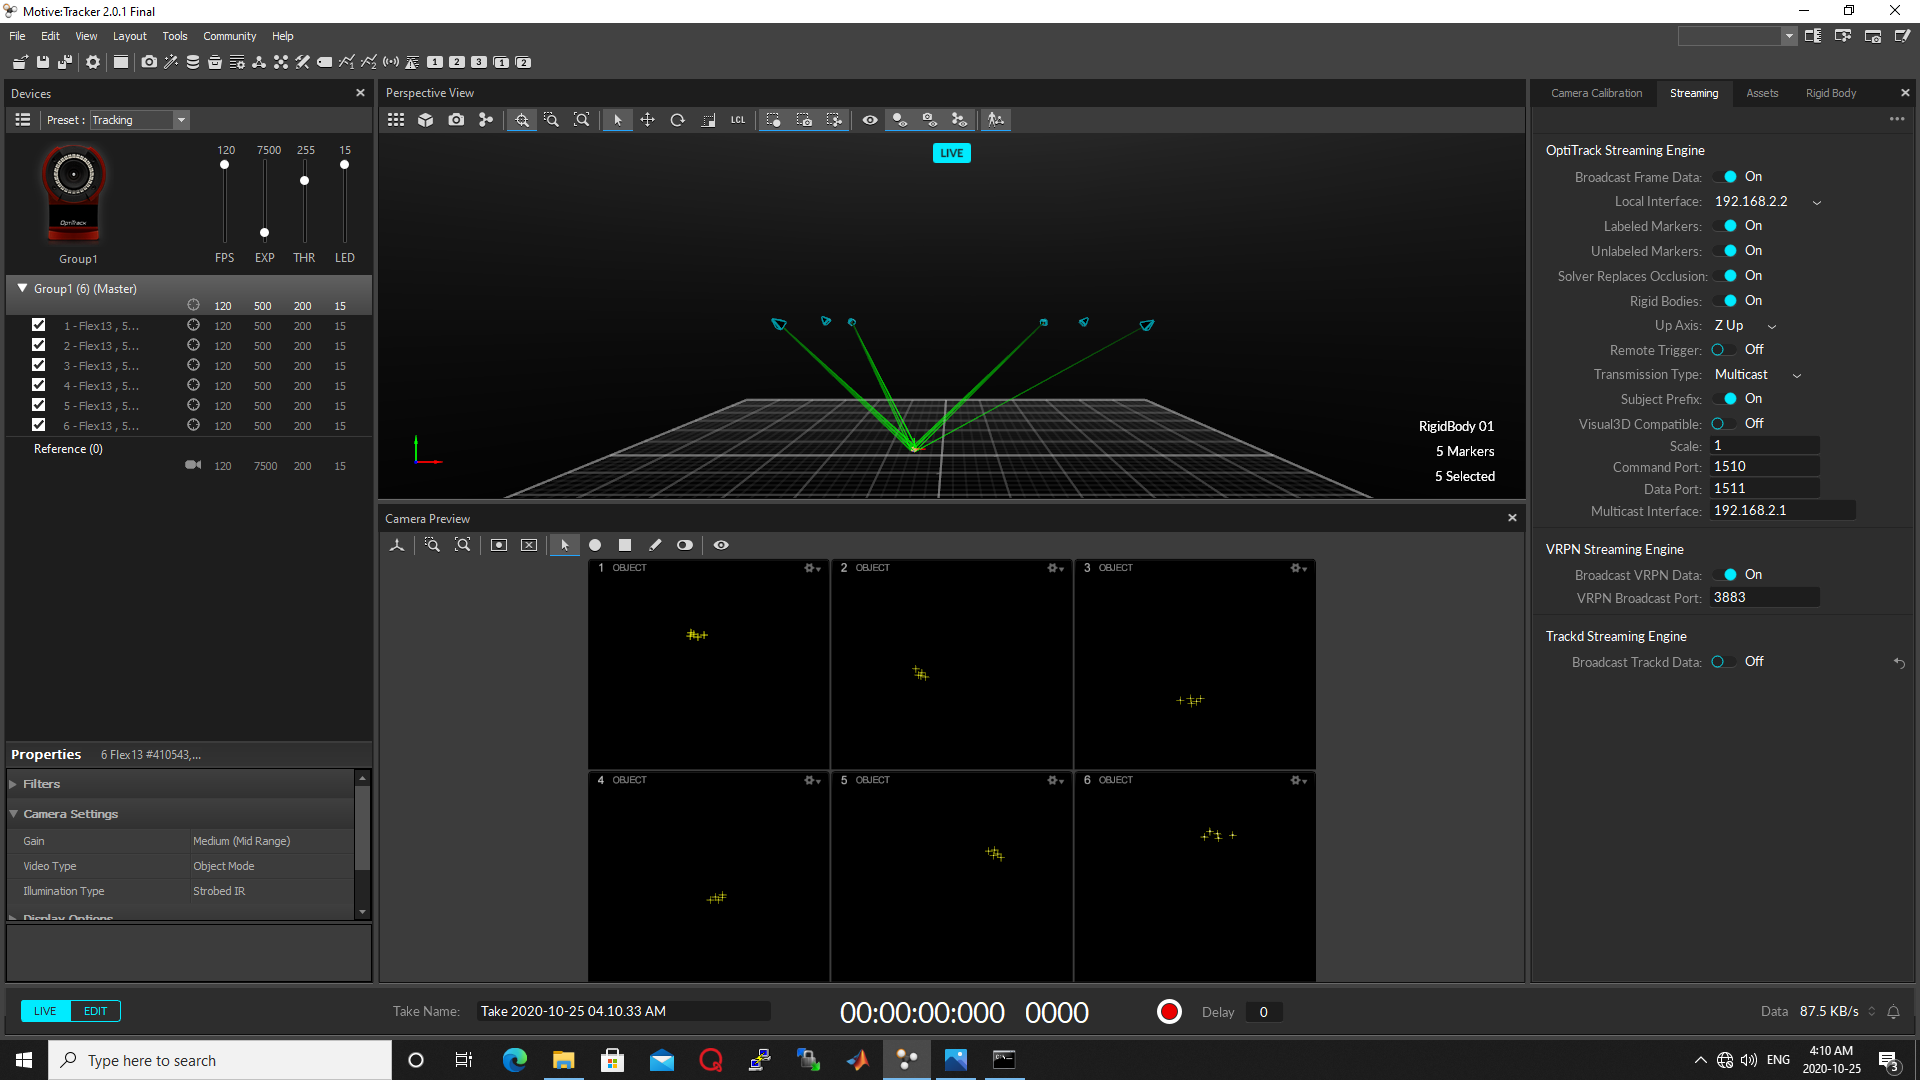 Motive:Tracker 2.0.1 Final
File Edit View Layout Tools Community Help
1 2 3 1 2
Devices
Preset : Tracking
120 7500 255 15
OptiTrack
Group1
FPS EXP THR LED
Group1 (6) (Master)
120 500 200 15
1 - Flex13 , 5... 120 500 200 15
2 - Flex13 , 5... 120 500 200 15
3 - Flex13 , 5... 120 500 200 15
4 - Flex13 , 5... 120 500 200 15
5 - Flex13 , 5... 120 500 200 15
6 - Flex13 , 5... 120 500 200 15
Reference (0)
120 7500 200 15
Properties 6 Flex13 #410543,...
Filters
Camera Settings
Gain Medium (Mid Range)
Video Type Object Mode
Illumination Type Strobed IR
Display Options
Perspective View
LCL
LIVE
RigidBody 01
5 Markers
5 Selected
Camera Preview
1 OBJECT
2 OBJECT
3 OBJECT
4 OBJECT
5 OBJECT
6 OBJECT
Camera Calibration Streaming Assets Rigid Body
OptiTrack Streaming Engine
Broadcast Frame Data: On
Local Interface: 192.168.2.2
Labeled Markers: On
Unlabeled Markers: On
Solver Replaces Occlusion: On
Rigid Bodies: On
Up Axis: Z Up
Remote Trigger: Off
Transmission Type: Multicast
Subject Prefix: On
Visual3D Compatible: Off
Scale: 1
Command Port: 1510
Data Port: 1511
Multicast Interface: 192.168.2.1
VRPN Streaming Engine
Broadcast VRPN Data: On
VRPN Broadcast Port: 3883
Trackd Streaming Engine
Broadcast Trackd Data: Off
LIVE EDIT
Take Name: Take 2020-10-25 04.10.33 AM
00:00:00:000 0000
Delay 0
Data 87.5 KB/s
Type here to search
ENG
4:10 AM
2020-10-25
3